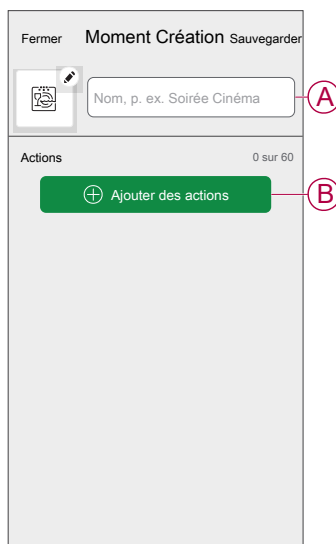 Fermer Moment Création Sauvegarder
Nom, p. ex. Soirée Cinéma
A
Actions 0 sur 60
Ajouter des actions
B